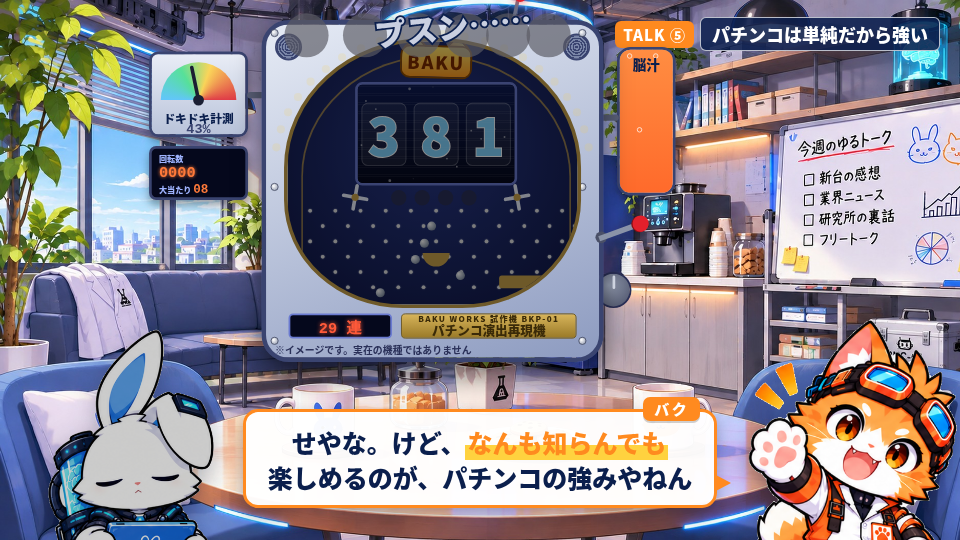 プスン……
TALK ⑤
パチンコは単純だから強い
BAKU
脳汁
ドキドキ計測
43%
回転数
0000
大当たり 08
3 8 1
今週のゆるトーク
新台の感想
業界ニュース
研究所の裏話
フリートーク
29 連
BAKU WORKS 試作機 BKP-01
パチンコ演出再現機
※イメージです。実在の機種ではありません
バク
せやな。けど、なんも知らんでも
楽しめるのが、パチンコの強みやねん